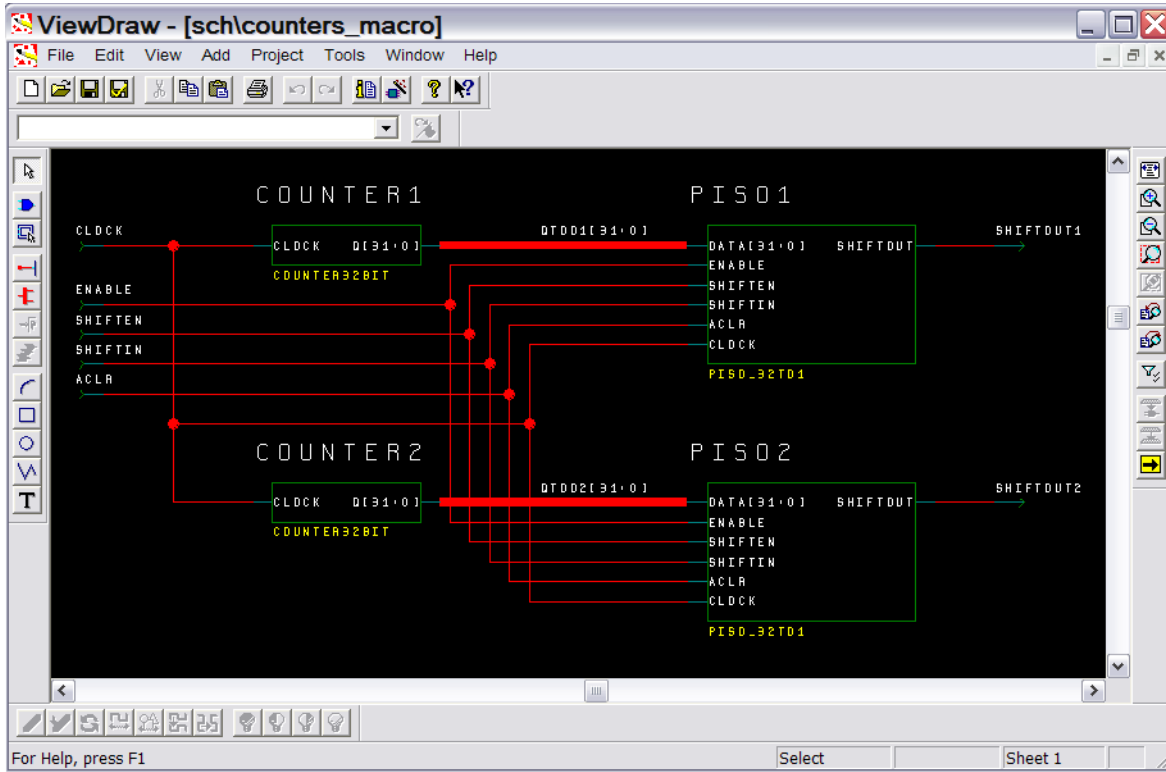 ViewDraw - [sch\counters_macro]
File Edit View Add Project Tools Window Help
COUNTER1 PISO1
CLOCK QTOD1[31:0] SHIFTOUT1
CLOCK Q[31:0] DATA[31:0] SHIFTOUT
ENABLE
COUNTER32BIT
SHIFTEN
ENABLE
SHIFTIN
SHIFTEN
ACLR
SHIFTIN
CLOCK
PISO_32TO1
ACLR
COUNTER2 PISO2
QTOD2[31:0] SHIFTOUT2
CLOCK Q[31:0] DATA[31:0] SHIFTOUT
ENABLE
COUNTER32BIT
SHIFTEN
SHIFTIN
ACLR
CLOCK
PISO_32TO1
T
For Help, press F1 Select Sheet 1